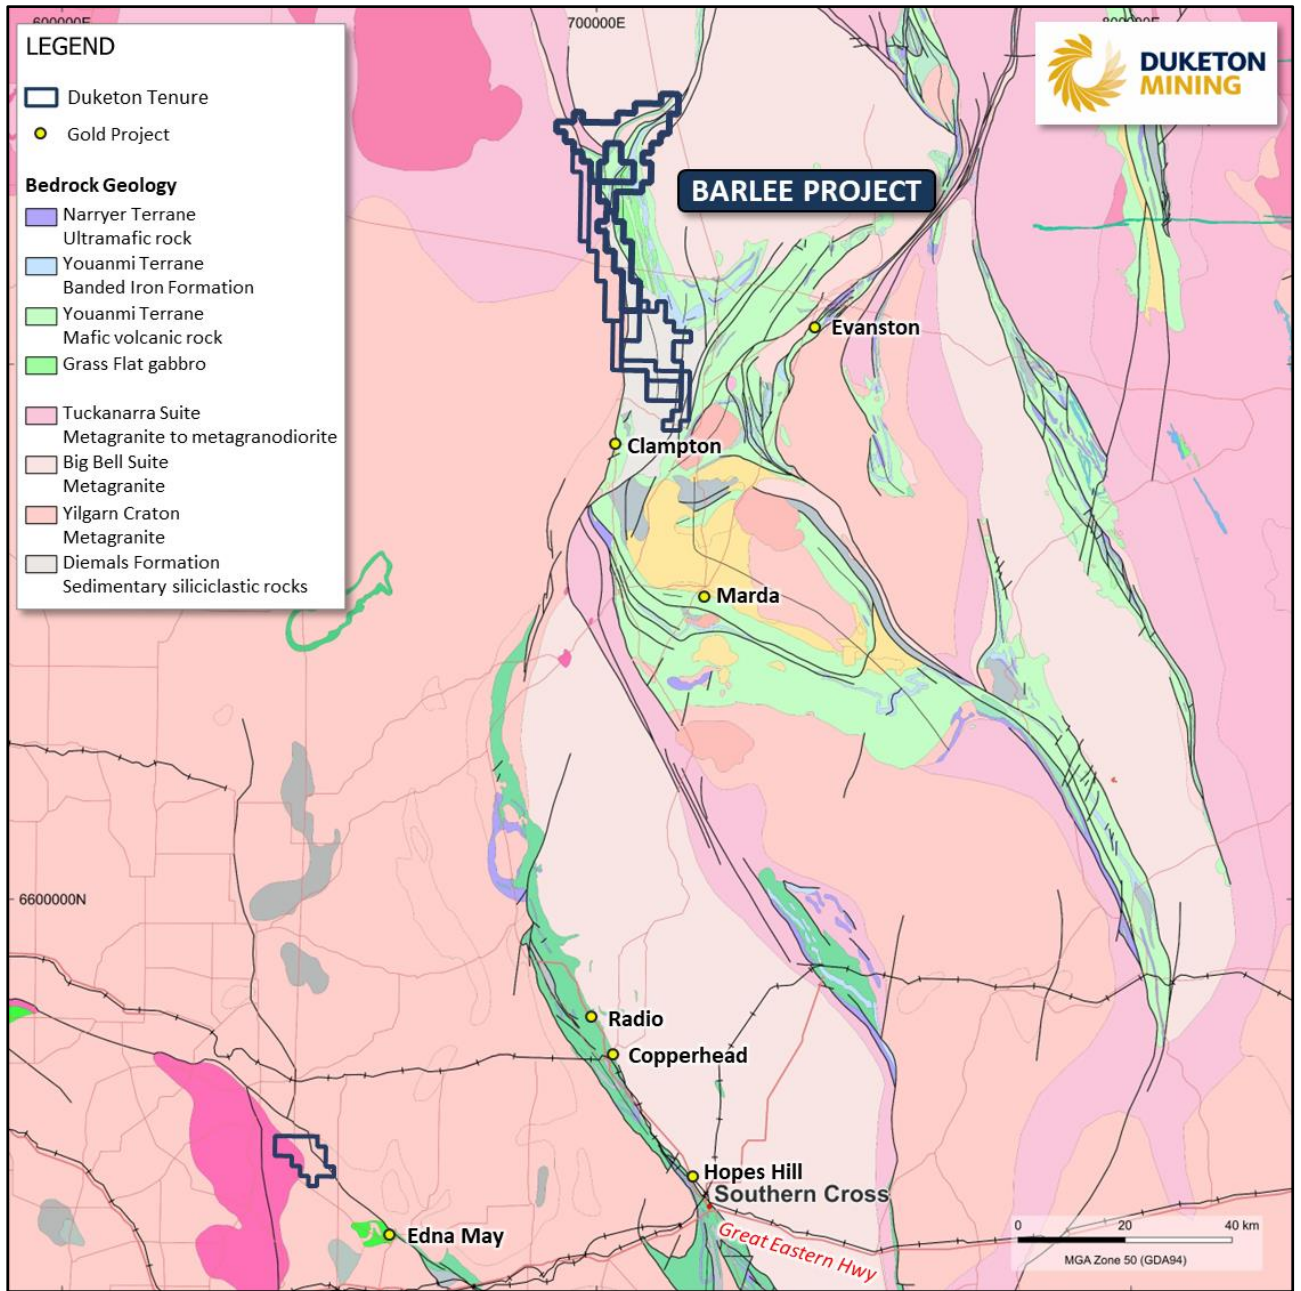 600000E
700000E
800000E
LEGEND
Duketon Tenure
Gold Project
Bedrock Geology
Narryer Terrane
Ultramafic rock
Youanmi Terrane
Banded Iron Formation
Youanmi Terrane
Mafic volcanic rock
Grass Flat gabbro
Tuckanarra Suite
Metagranite to metagranodiorite
Big Bell Suite
Metagranite
Yilgarn Craton
Metagranite
Diemals Formation
Sedimentary siliciclastic rocks
DUKETON
MINING
BARLEE PROJECT
Evanston
Clampton
Marda
6600000N
Radio
Copperhead
Hopes Hill
Southern Cross
Great Eastern Hwy
Edna May
0 20 40 km
MGA Zone 50 (GDA94)